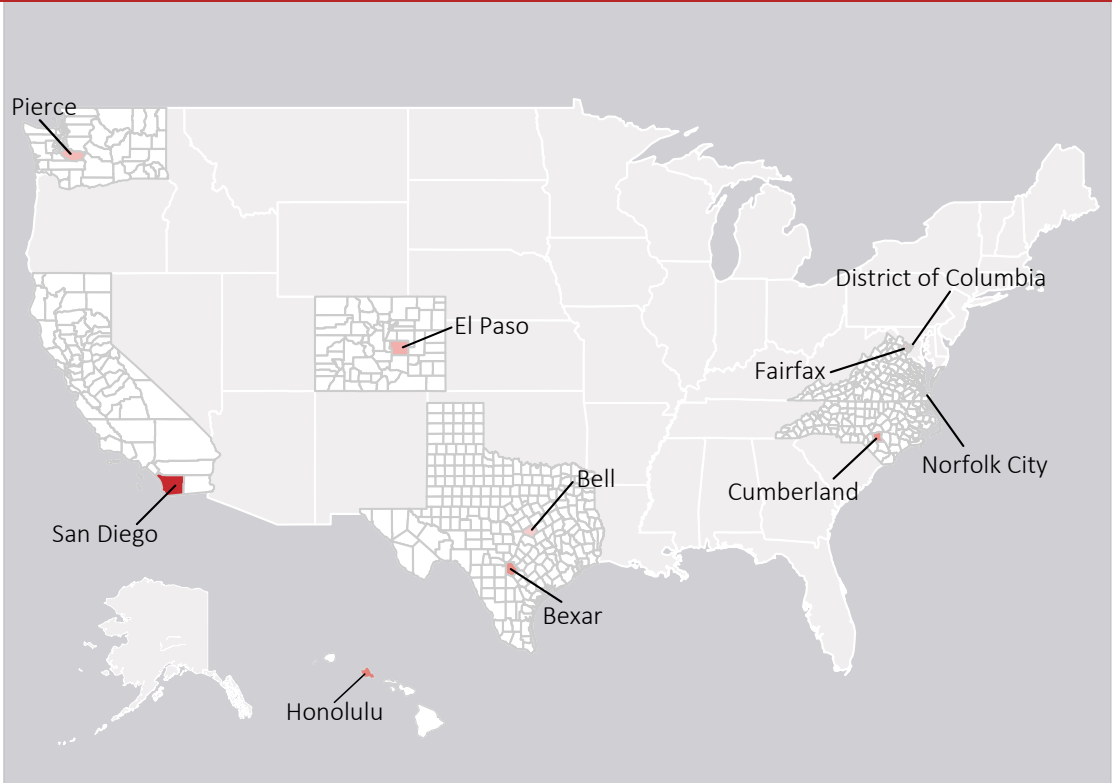 Pierce
District of Columbia
El Paso
Fairfax
Norfolk City
Bell
Cumberland
San Diego
Bexar
Honolulu